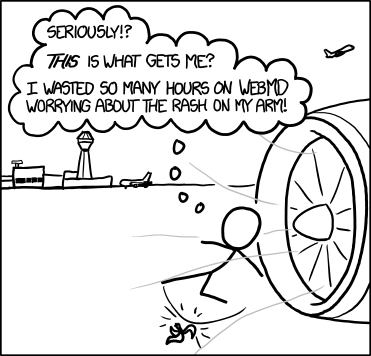 SERIOUSLY!?
THIS IS WHAT GETS ME?
I WASTED SO MANY HOURS ON WEBMD
WORRYING ABOUT THE RASH ON MY ARM!